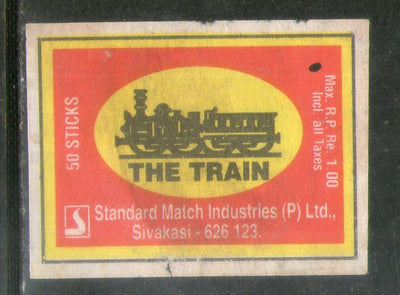 50 STICKS
THE TRAIN
Max. R.P. Re. 1.00
Incl. all Taxes
S Standard Match Industries (P) Ltd.,
Sivakasi - 626 123.